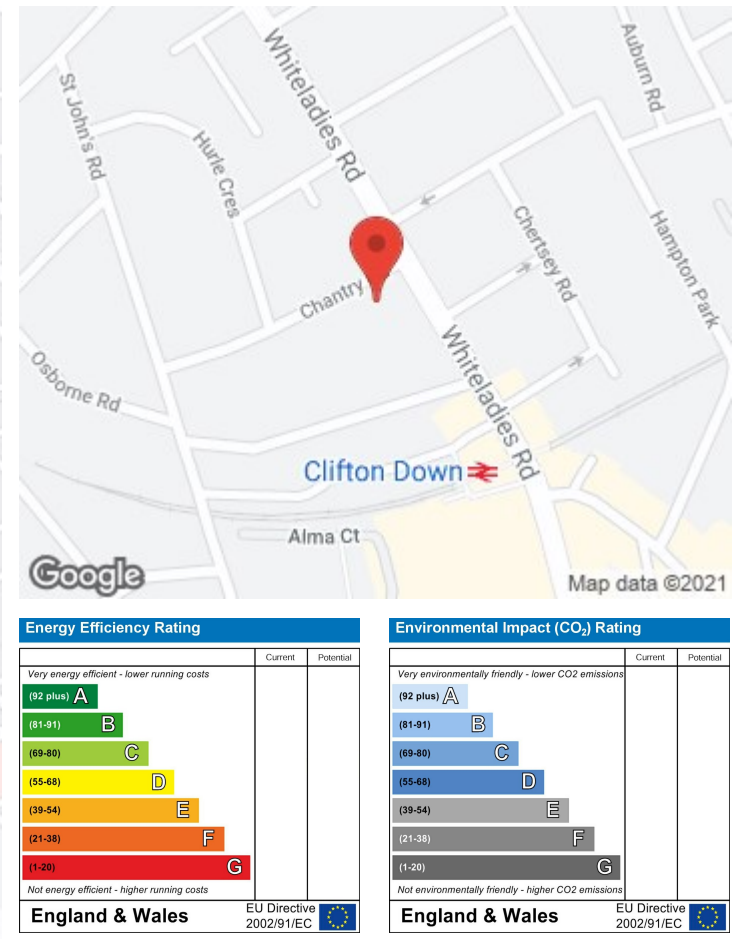 Whiteladies Rd
Auburn Rd
St John's Rd
Hurle Cres
Chertsey Rd
Hampton Park
Chantry
Whiteladies Rd
Osborne Rd
Clifton Down
Alma Ct
Google
Map data ©2021
Energy Efficiency Rating
Current Potential
Very energy efficient - lower running costs
(92 plus) A
(81-91) B
(69-80) C
(55-68) D
(39-54) E
(21-38) F
(1-20) G
Not energy efficient - higher running costs
England & Wales
EU Directive
2002/91/EC
Environmental Impact (CO₂) Rating
Current Potential
Very environmentally friendly - lower CO2 emissions
(92 plus) A
(81-91) B
(69-80) C
(55-68) D
(39-54) E
(21-38) F
(1-20) G
Not environmentally friendly - higher CO2 emissions
England & Wales
EU Directive
2002/91/EC